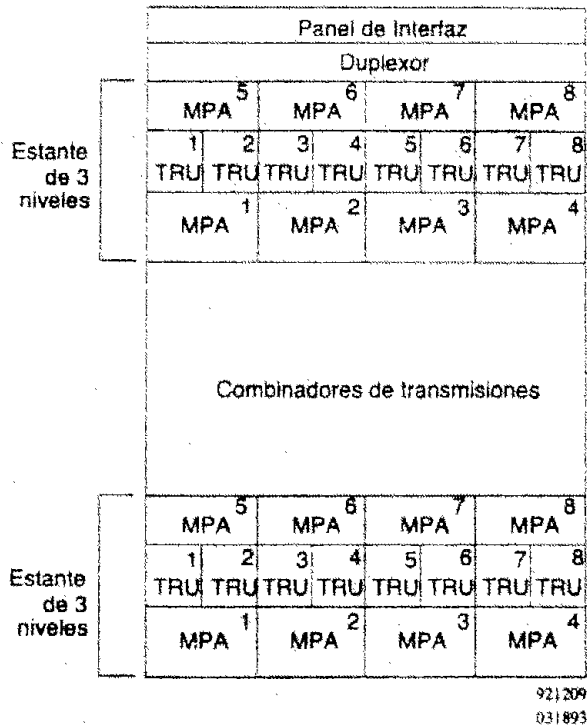 Panel de Interfaz
Duplexor
MPA 5 MPA 6 MPA 7 MPA 8
Estante de 3 niveles
TRU 1 TRU 2 TRU 3 TRU 4 TRU 5 TRU 6 TRU 7 TRU 8
MPA 1 MPA 2 MPA 3 MPA 4
Combinadores de transmisiones
MPA 5 MPA 6 MPA 7 MPA 8
Estante de 3 niveles
TRU 1 TRU 2 TRU 3 TRU 4 TRU 5 TRU 6 TRU 7 TRU 8
MPA 1 MPA 2 MPA 3 MPA 4
921209
031893